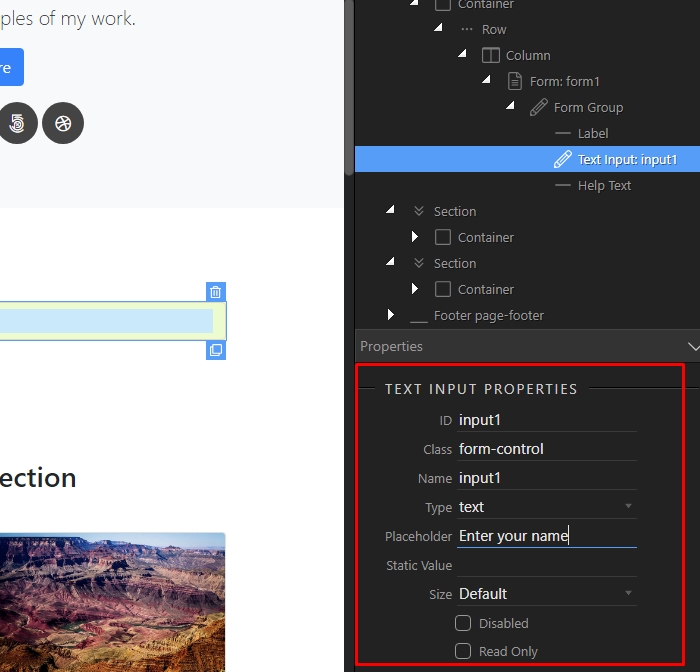 ples of my work.
re
ection
Container
Row
Column
Form: form1
Form Group
Label
Text Input: input1
Help Text
Section
Container
Section
Container
Footer page-footer
Properties
TEXT INPUT PROPERTIES
ID input1
Class form-control
Name input1
Type text
Placeholder Enter your name
Static Value
Size Default
Disabled
Read Only